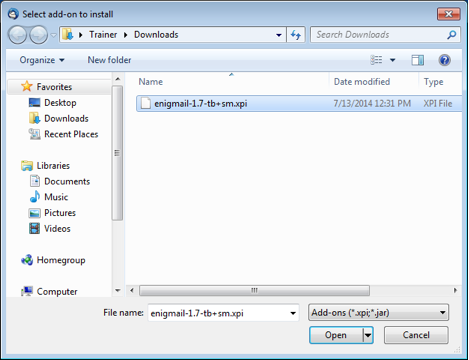 Select add-on to install
Trainer Downloads
Search Downloads
Organize
New folder
Name Date modified Type
Favorites
Desktop
Downloads
Recent Places
Libraries
Documents
Music
Pictures
Videos
Homegroup
Computer
enigmail-1.7-tb+sm.xpi 7/13/2014 12:31 PM XPI File
File name: enigmail-1.7-tb+sm.xpi Add-ons (*.xpi;*.jar)
Open Cancel